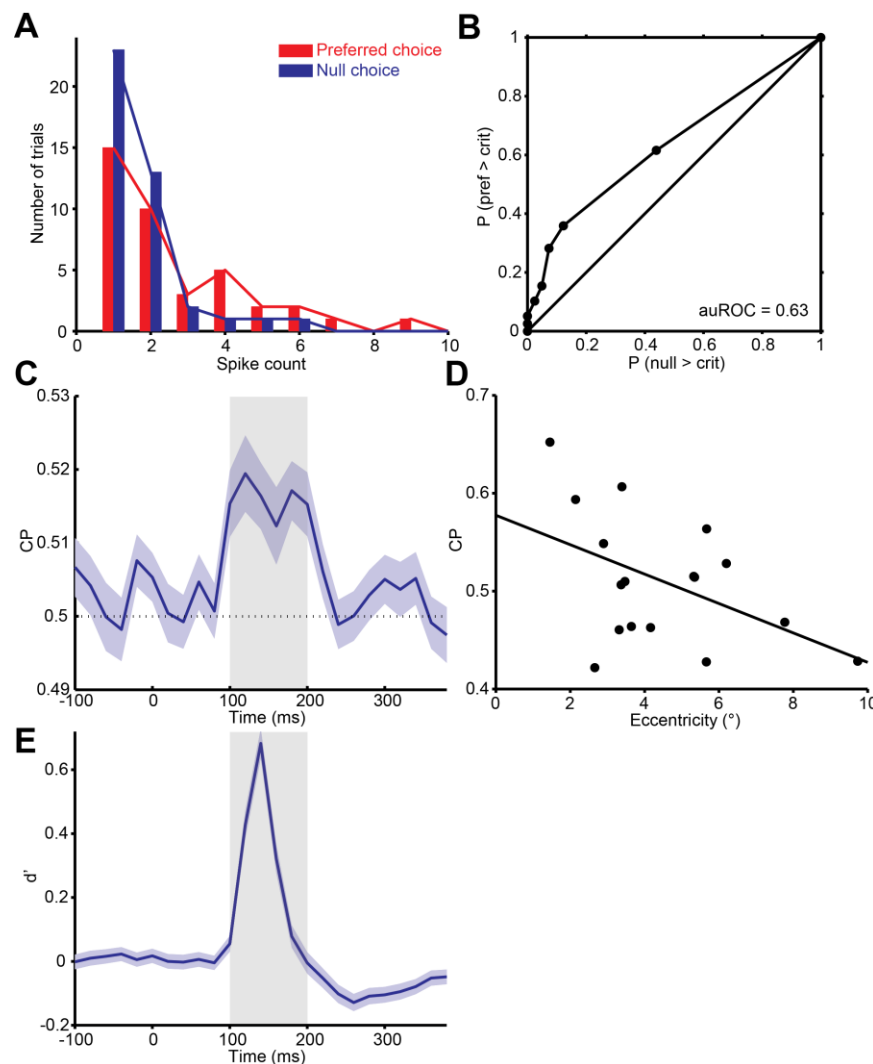 A
Preferred choice
Null choice
Number of trials
20
15
10
5
0
0
2
4
6
8
10
Spike count
B
P (pref > crit)
1
0.8
0.6
0.4
0.2
0
0
0.2
0.4
0.6
0.8
1
auROC = 0.63
P (null > crit)
C
CP
0.53
0.52
0.51
0.5
0.49
-100
0
100
200
300
Time (ms)
D
CP
0.7
0.6
0.5
0.4
0
2
4
6
8
10
Eccentricity (°)
E
d'
0.6
0.4
0.2
0
-0.2
-100
0
100
200
300
Time (ms)